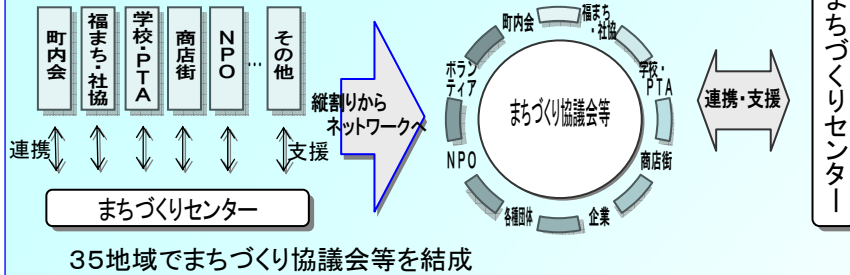 町内会
福まち・社協
学校・PTA
商店街
NPO
…
その他
連携
支援
まちづくりセンター
縦割りから
ネットワークへ
町内会
福まち
・社協
学校・
PTA
商店街
企業
各種団体
NPO
ボラン
ティア
まちづくり協議会等
連携・支援
まちづくりセンター
35地域でまちづくり協議会等を結成